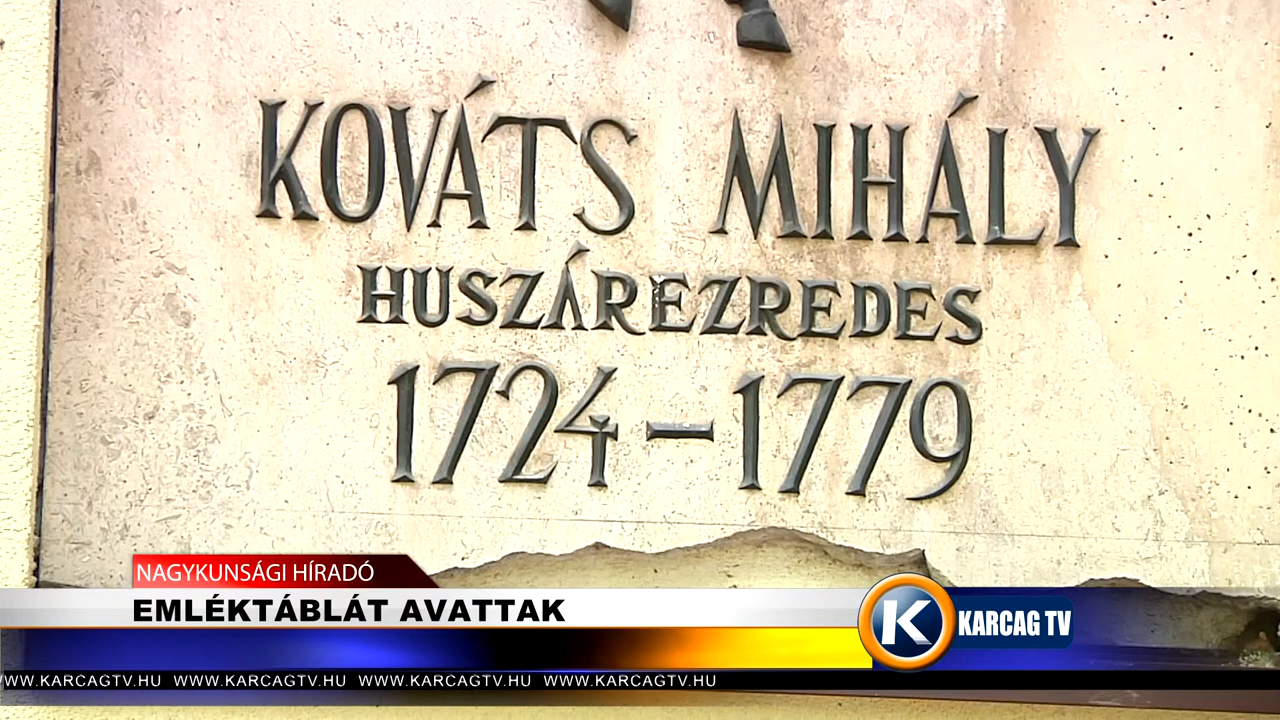 KOVÁTS MIHÁLY
HUSZÁREZREDES
1724-1779
NAGYKUNSÁGI HÍRADÓ
EMLÉKTÁBLÁT AVATTAK
K KARCAG TV
WWW.KARCAGTV.HU WWW.KARCAGTV.HU WWW.KARCAGTV.HU WWW.KARCAGTV.HU